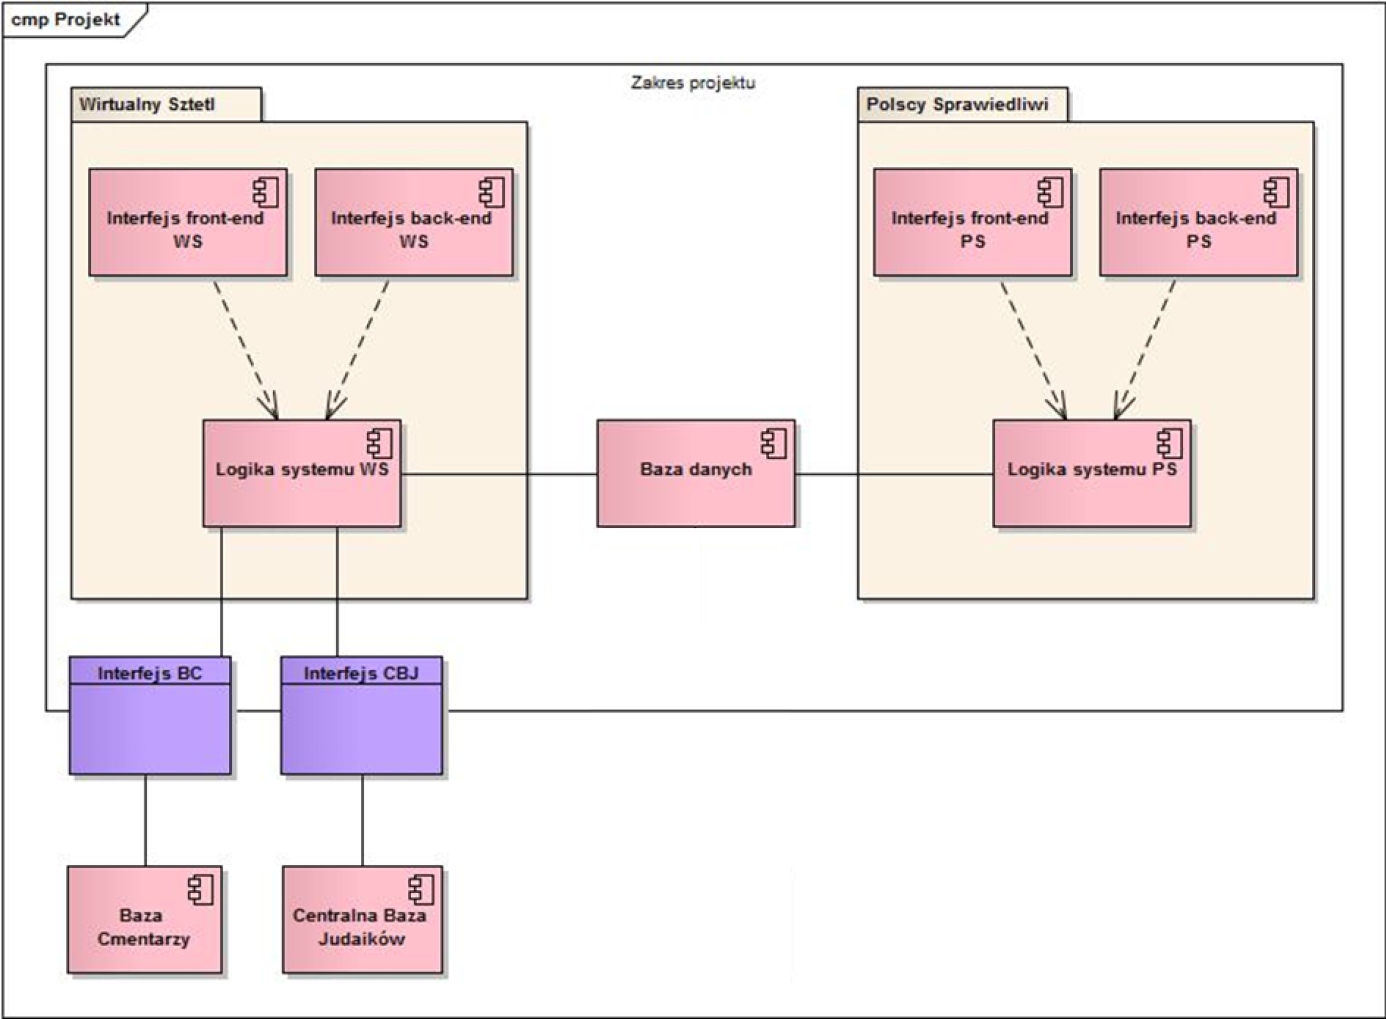 cmp Projekt
Zakres projektu
Wirtualny Sztetl
Polscy Sprawiedliwi
Interfejs front-end
WS
Interfejs back-end
WS
Interfejs front-end
PS
Interfejs back-end
PS
Logika systemu WS
Baza danych
Logika systemu PS
Interfejs BC
Interfejs CBJ
Baza
Cmentarzy
Centralna Baza
Judaików